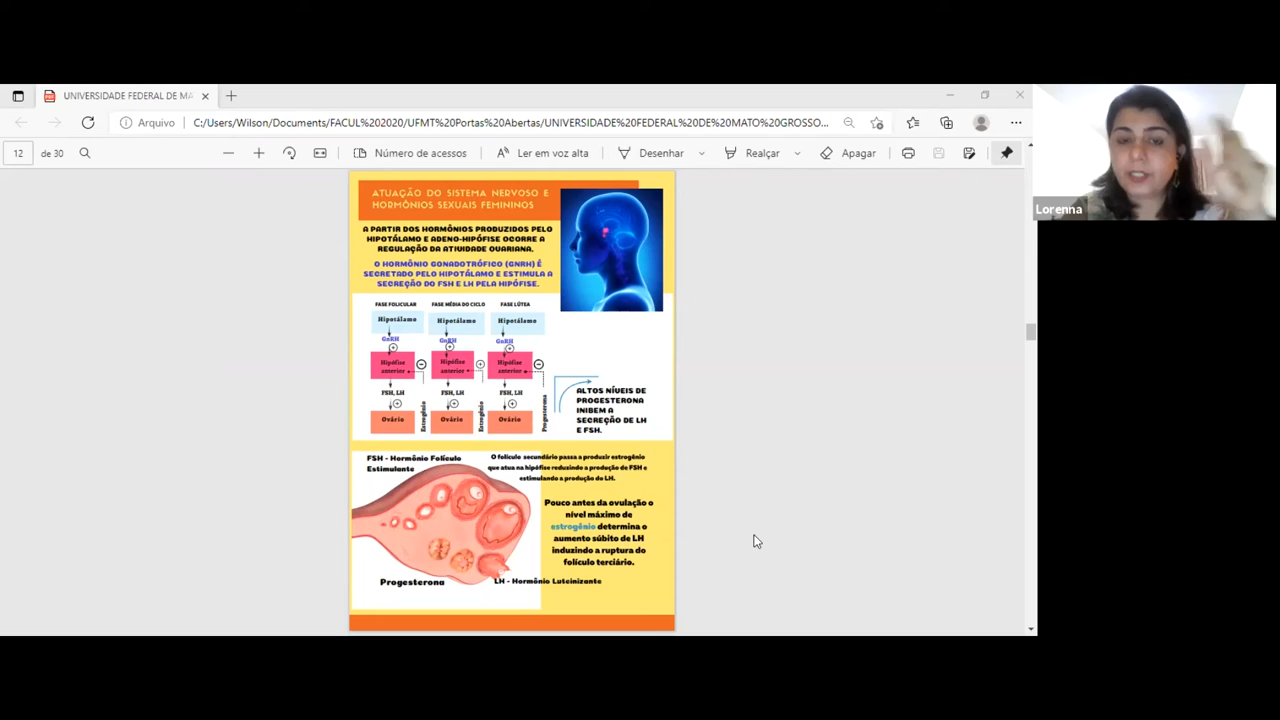 UNIVERSIDADE FEDERAL DE MA
Arquivo
C:/Users/Wilson/Documents/FACUL%202020/UFMT%20Portas%20Abertas/UNIVERSIDADE%20FEDERAL%20DE%20MATO%20GROSSO...
12 de 30
Número de acessos
Ler em voz alta
Desenhar
Realçar
Apagar
Lorenna
ATUAÇÃO DO SISTEMA NERVOSO E
HORMÔNIOS SEXUAIS FEMININOS
A PARTIR DOS HORMÔNIOS PRODUZIDOS PELO
HIPOTÁLAMO E ADENO-HIPÓFISE OCORRE A
REGULAÇÃO DA ATIVIDADE OVARIANA.
O HORMÔNIO GONADOTRÓFICO (GNRH) É
SECRETADO PELO HIPOTÁLAMO E ESTIMULA A
SECREÇÃO DO FSH E LH PELA HIPÓFISE.
FASE FOLICULAR FASE MÉDIA DO CICLO FASE LÚTEA
Hipotálamo Hipotálamo Hipotálamo
GnRH GnRH GnRH
Hipófise Hipófise Hipófise
anterior anterior anterior
FSH, LH FSH, LH FSH, LH
Ovário Ovário Ovário
Estrogênio Estrogênio Progesterona
ALTOS NÍVEIS DE
PROGESTERONA
INIBEM A
SECREÇÃO DE LH
E FSH.
FSH - Hormônio Folículo
Estimulante
O folículo secundário passa a produzir estrogênio
que atua na hipófise reduzindo a produção de FSH e
estimulando a produção do LH.
Pouco antes da ovulação o
nível máximo de
estrogênio determina o
aumento súbito de LH
induzindo a ruptura do
folículo terciário.
Progesterona
LH - Hormônio Luteinizante